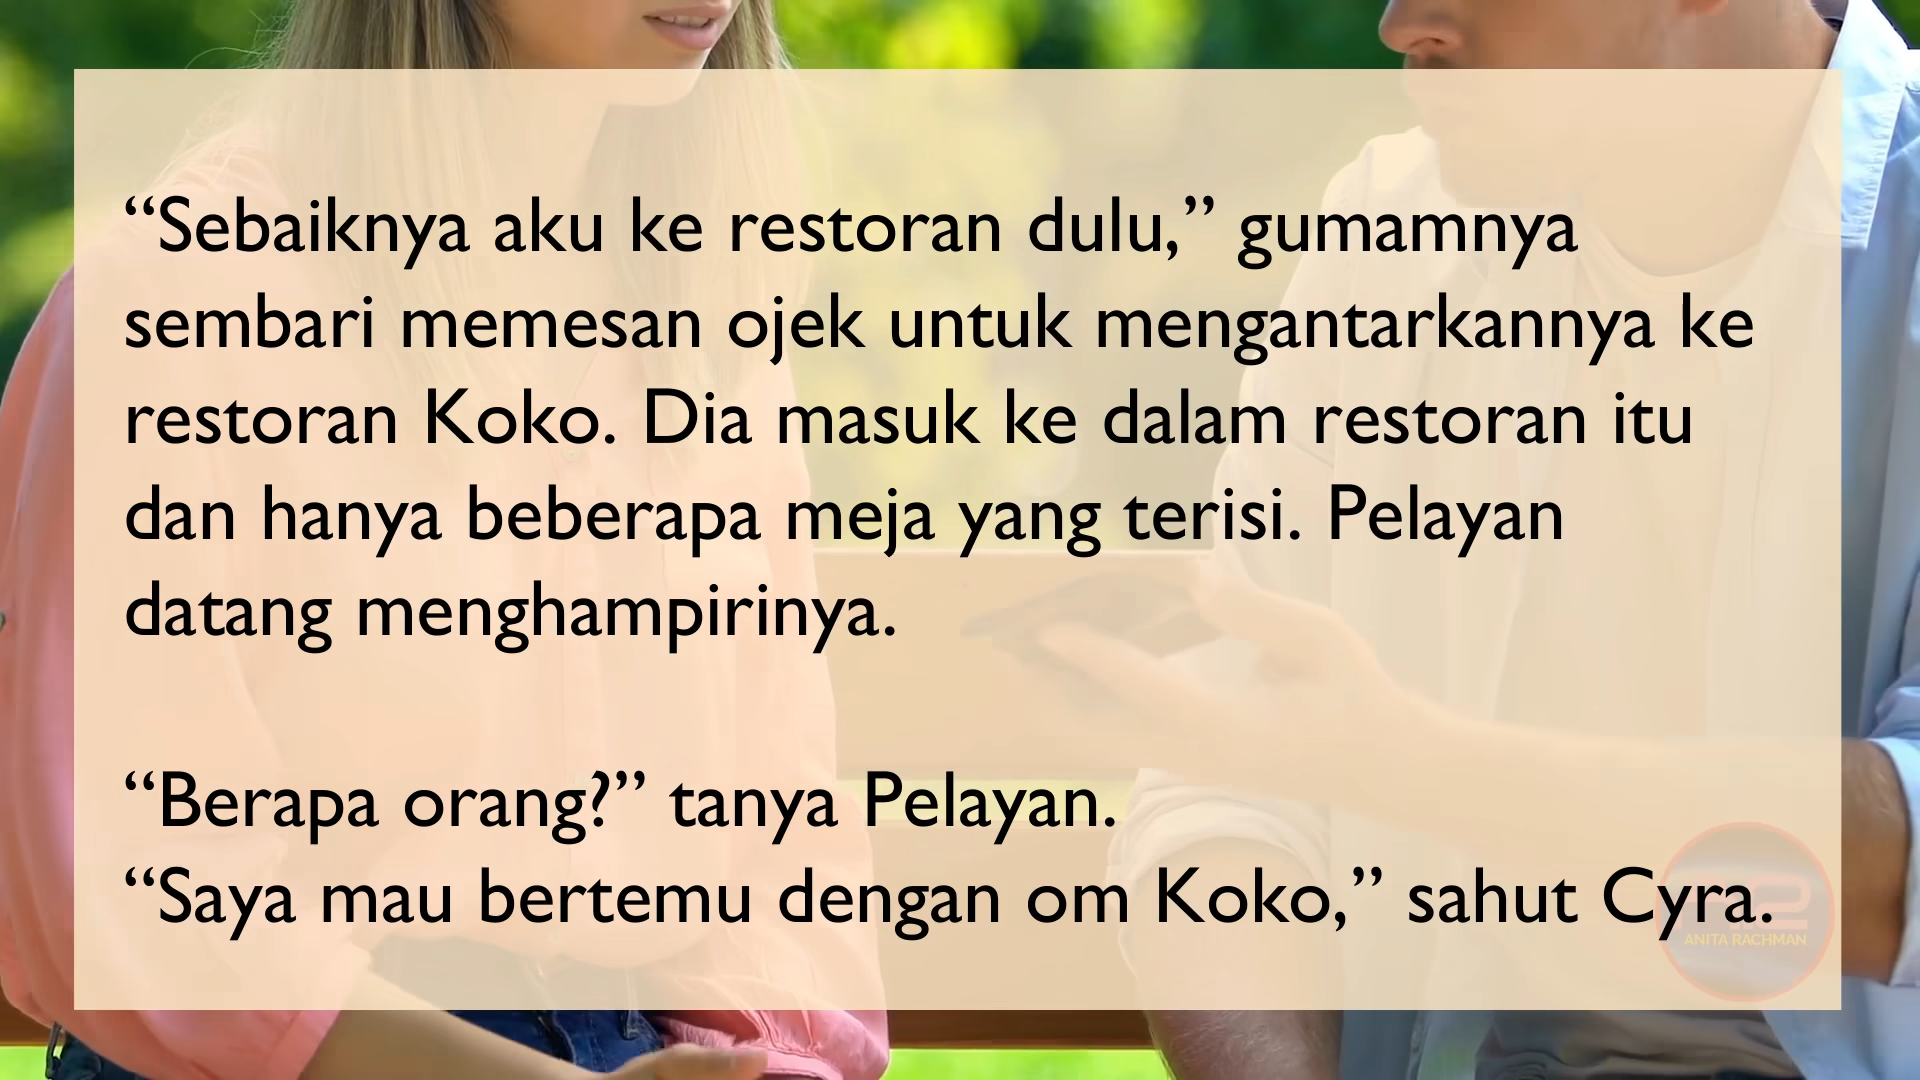 “Sebaiknya aku ke restoran dulu,” gumamnya
sembari memesan ojek untuk mengantarkannya ke
restoran Koko. Dia masuk ke dalam restoran itu
dan hanya beberapa meja yang terisi. Pelayan
datang menghampirinya.
“Berapa orang?” tanya Pelayan.
“Saya mau bertemu dengan om Koko,” sahut Cyra.
ANITA RACHMAN